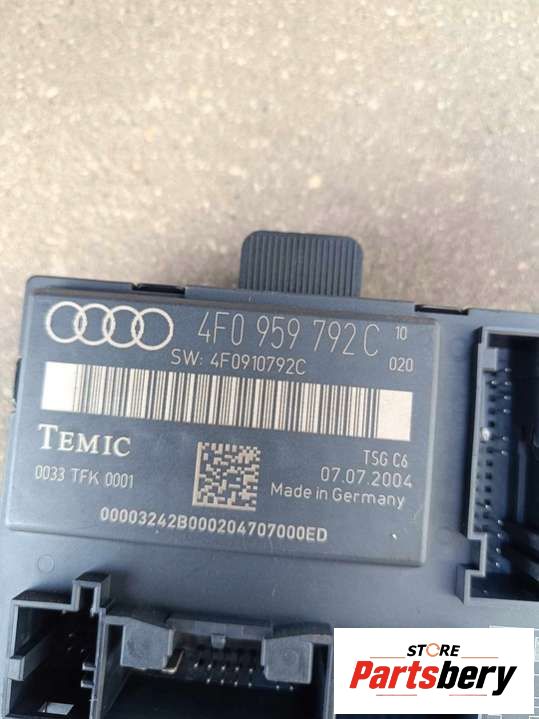 4F0 959 792 C 10
020
SW: 4F0910792C
TEMIC
TSG C6
0033 TFK 0001
07.07.2004
Made in Germany
00003242B000204707000ED
STORE
Partsbery